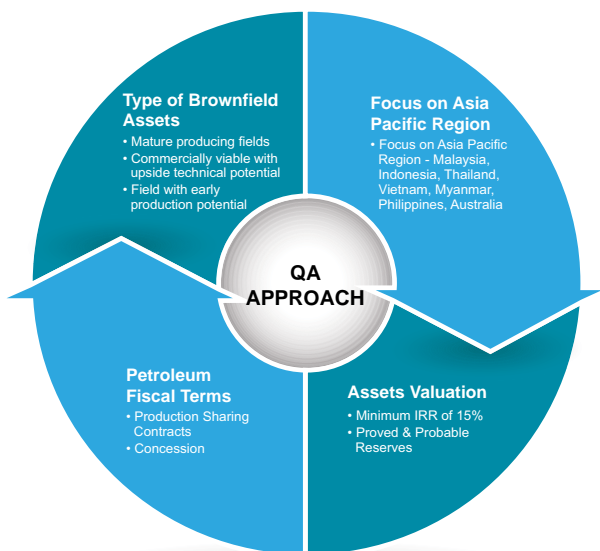 Type of Brownfield
Assets
• Mature producing fields
• Commercially viable with
upside technical potential
• Field with early
production potential
Focus on Asia
Pacific Region
• Focus on Asia Pacific
Region - Malaysia,
Indonesia, Thailand,
Vietnam, Myanmar,
Philippines, Australia
QA
APPROACH
Petroleum
Fiscal Terms
• Production Sharing
Contracts
• Concession
Assets Valuation
• Minimum IRR of 15%
• Proved & Probable
Reserves